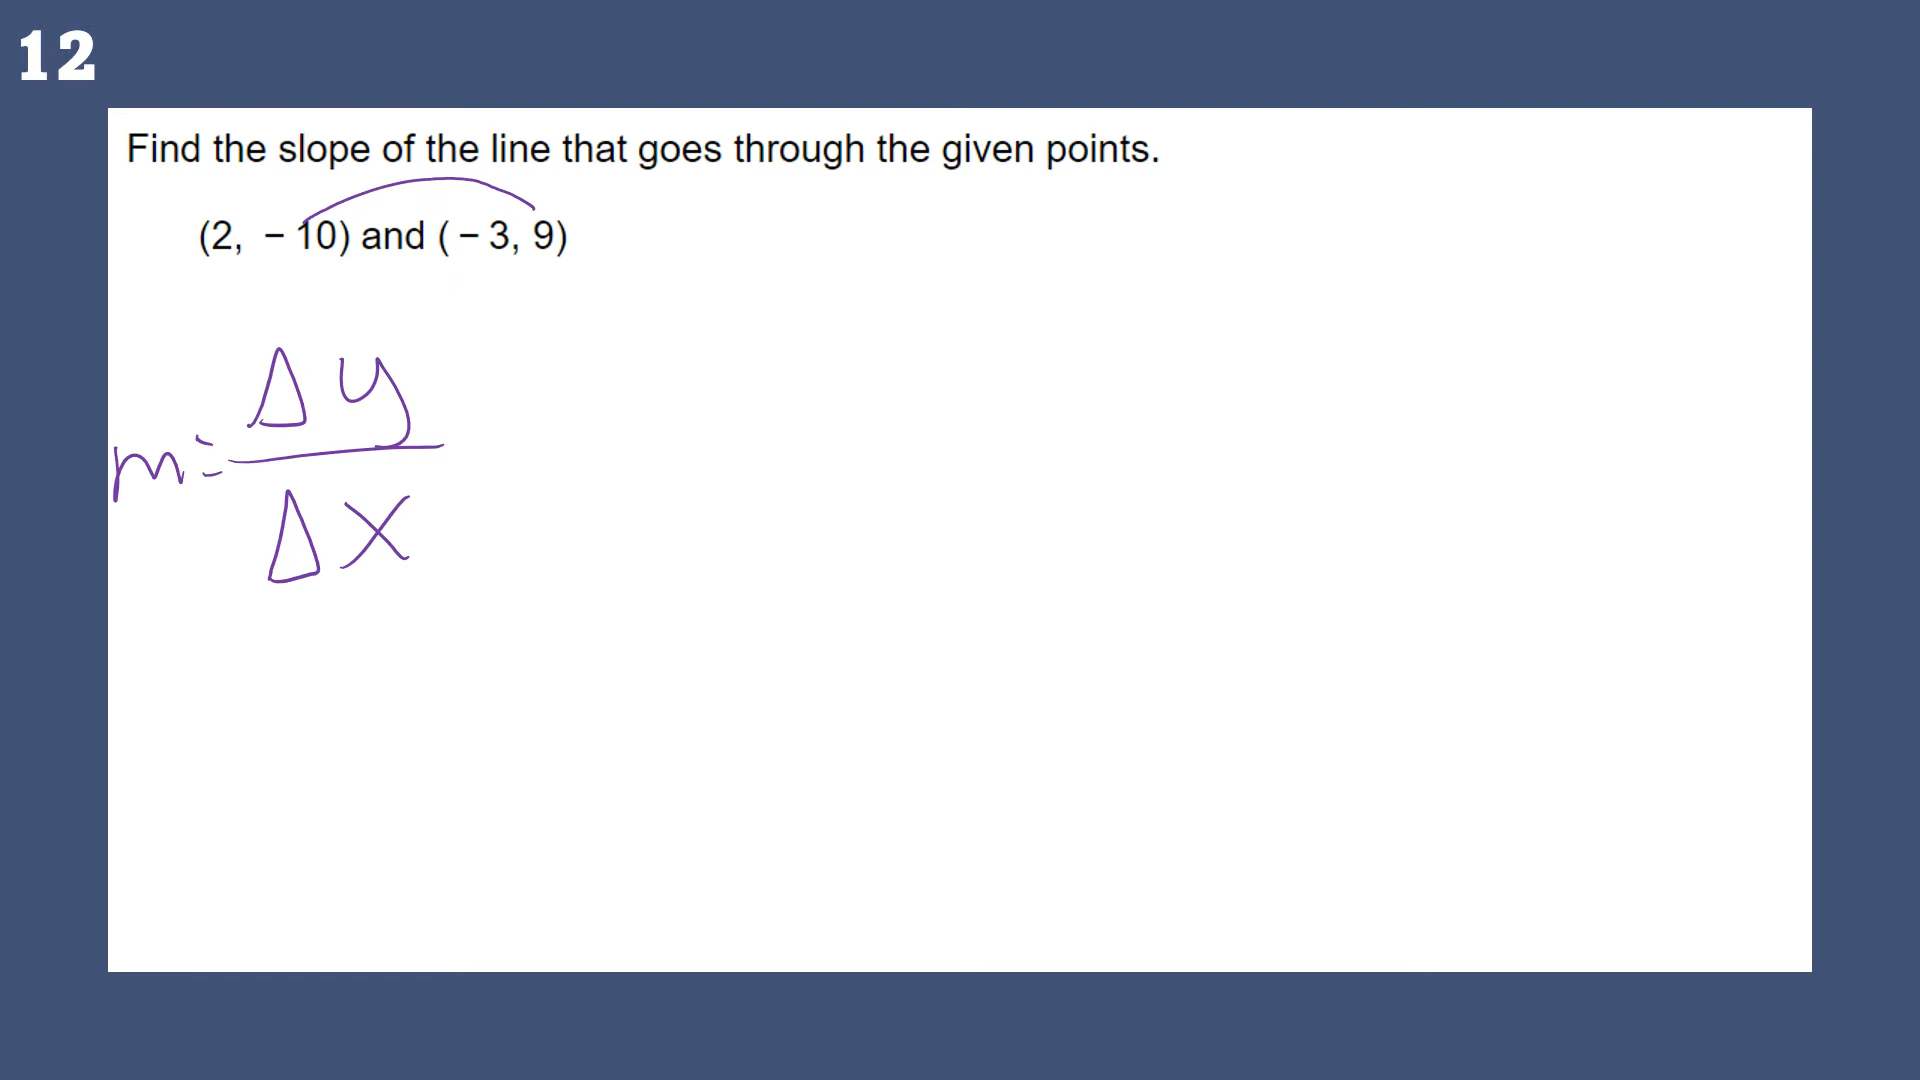 12
Find the slope of the line that goes through the given points.
(2, − 10) and ( − 3, 9)
m = Δy / Δx